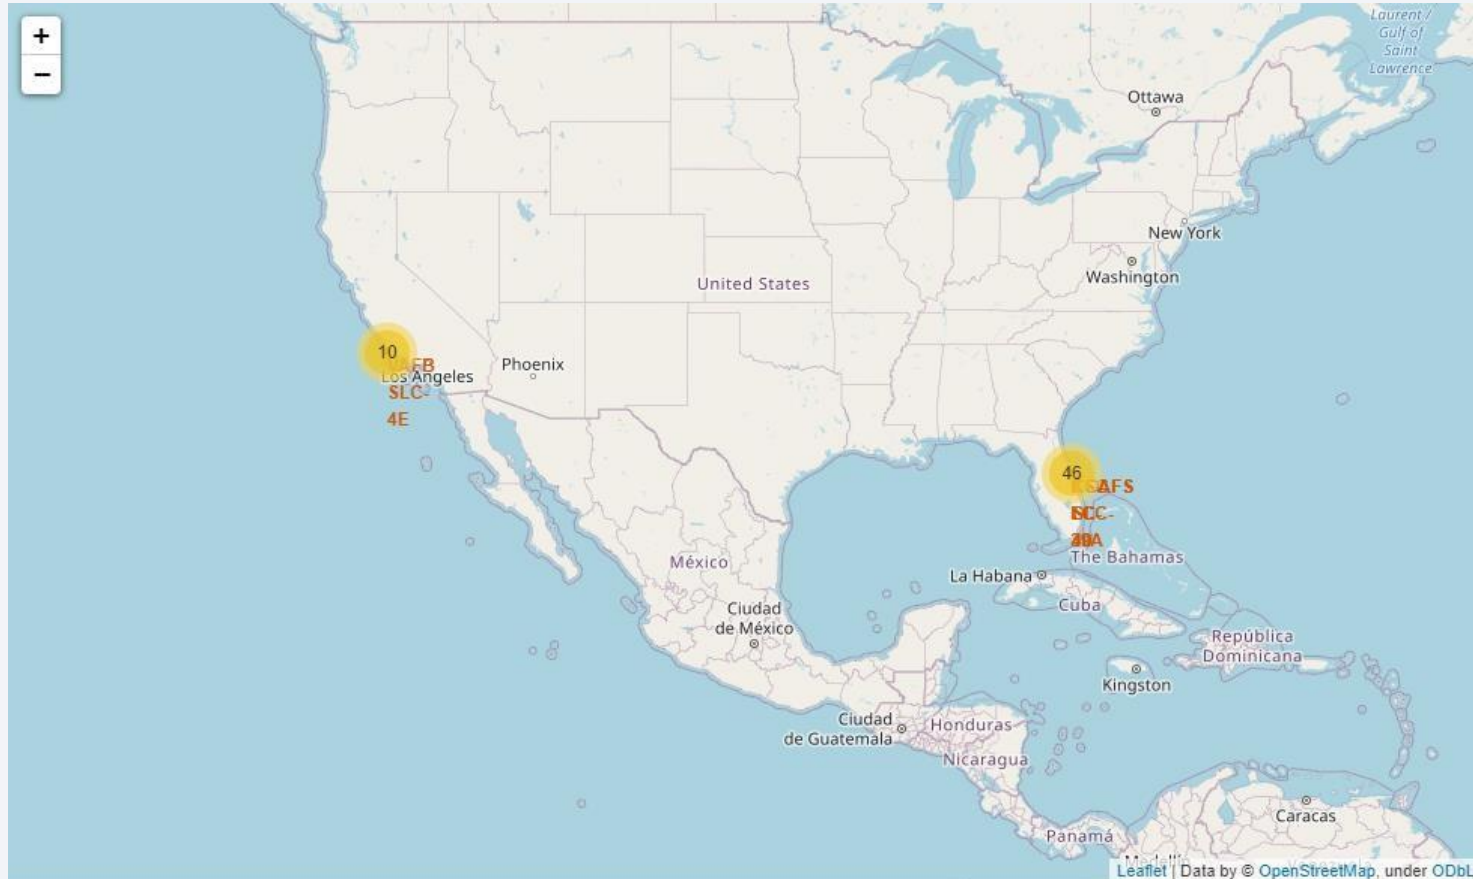 +
−
Laurent /
Gulf of
Saint
Lawrence
Ottawa
New York
Washington
United States
10
Los Angeles
SLC-
4E
Phoenix
46
The Bahamas
México
La Habana
Cuba
Ciudad
de México
República
Dominicana
Kingston
Ciudad
de Guatemala
Honduras
Nicaragua
Caracas
Panamá
Leaflet | Data by © OpenStreetMap, under ODbL